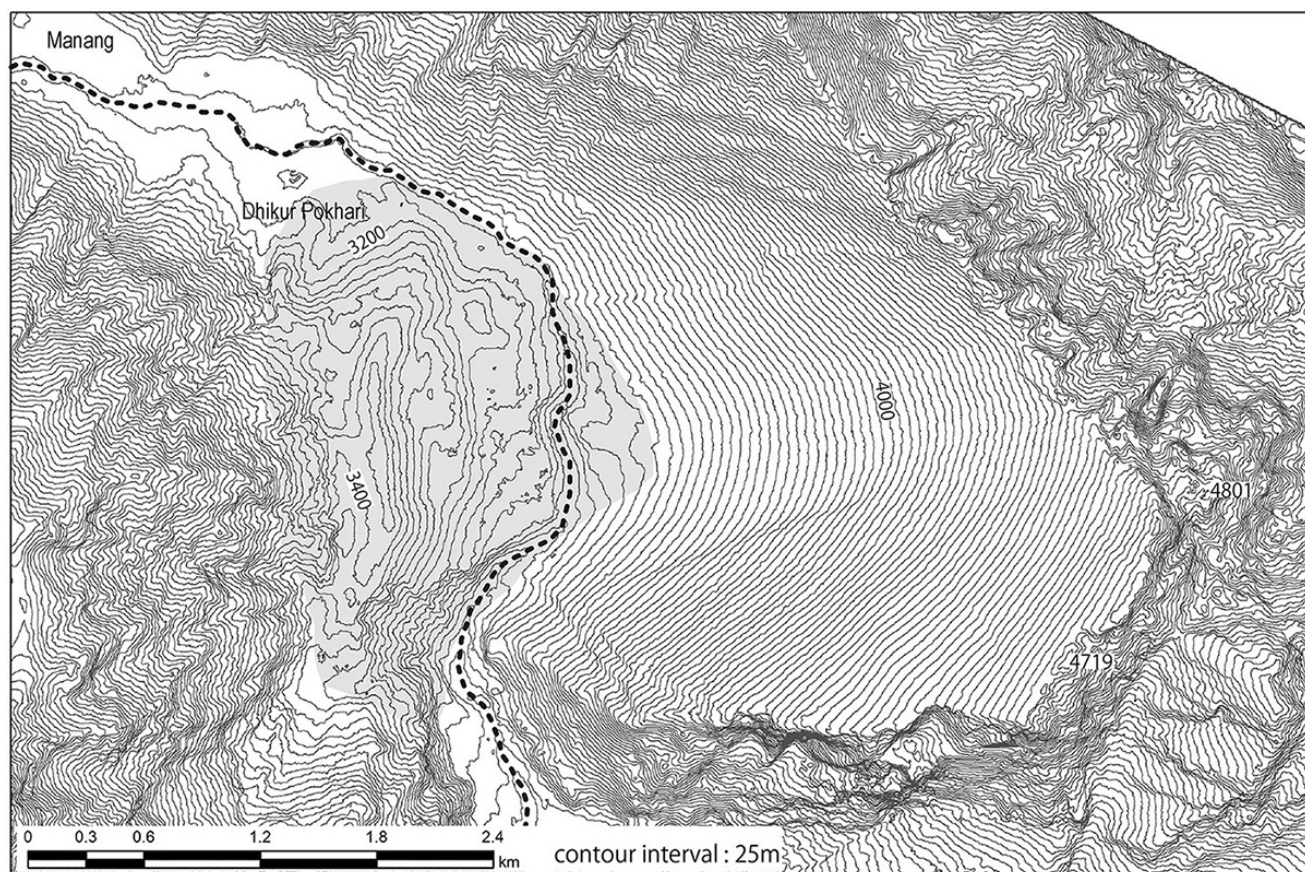 Manang
Dhikur Pokhari
3200
4000
3400
4801
4719
0 0.3 0.6 1.2 1.8 2.4
km
contour interval : 25m